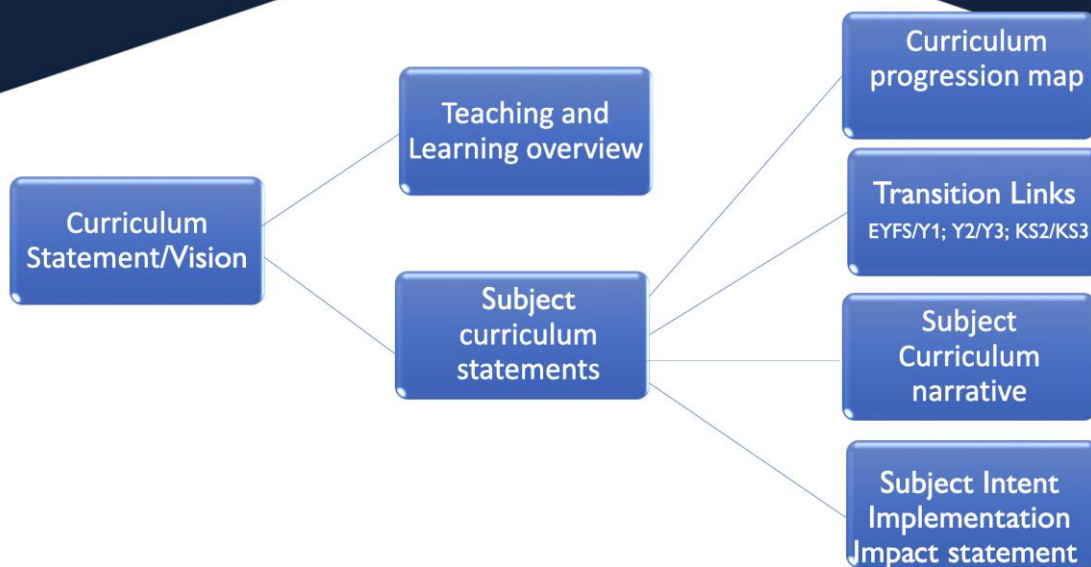 Curriculum
Statement/Vision
Teaching and
Learning overview
Subject
curriculum
statements
Curriculum
progression map
Transition Links
EYFS/Y1; Y2/Y3; KS2/KS3
Subject
Curriculum
narrative
Subject Intent
Implementation
Impact statement